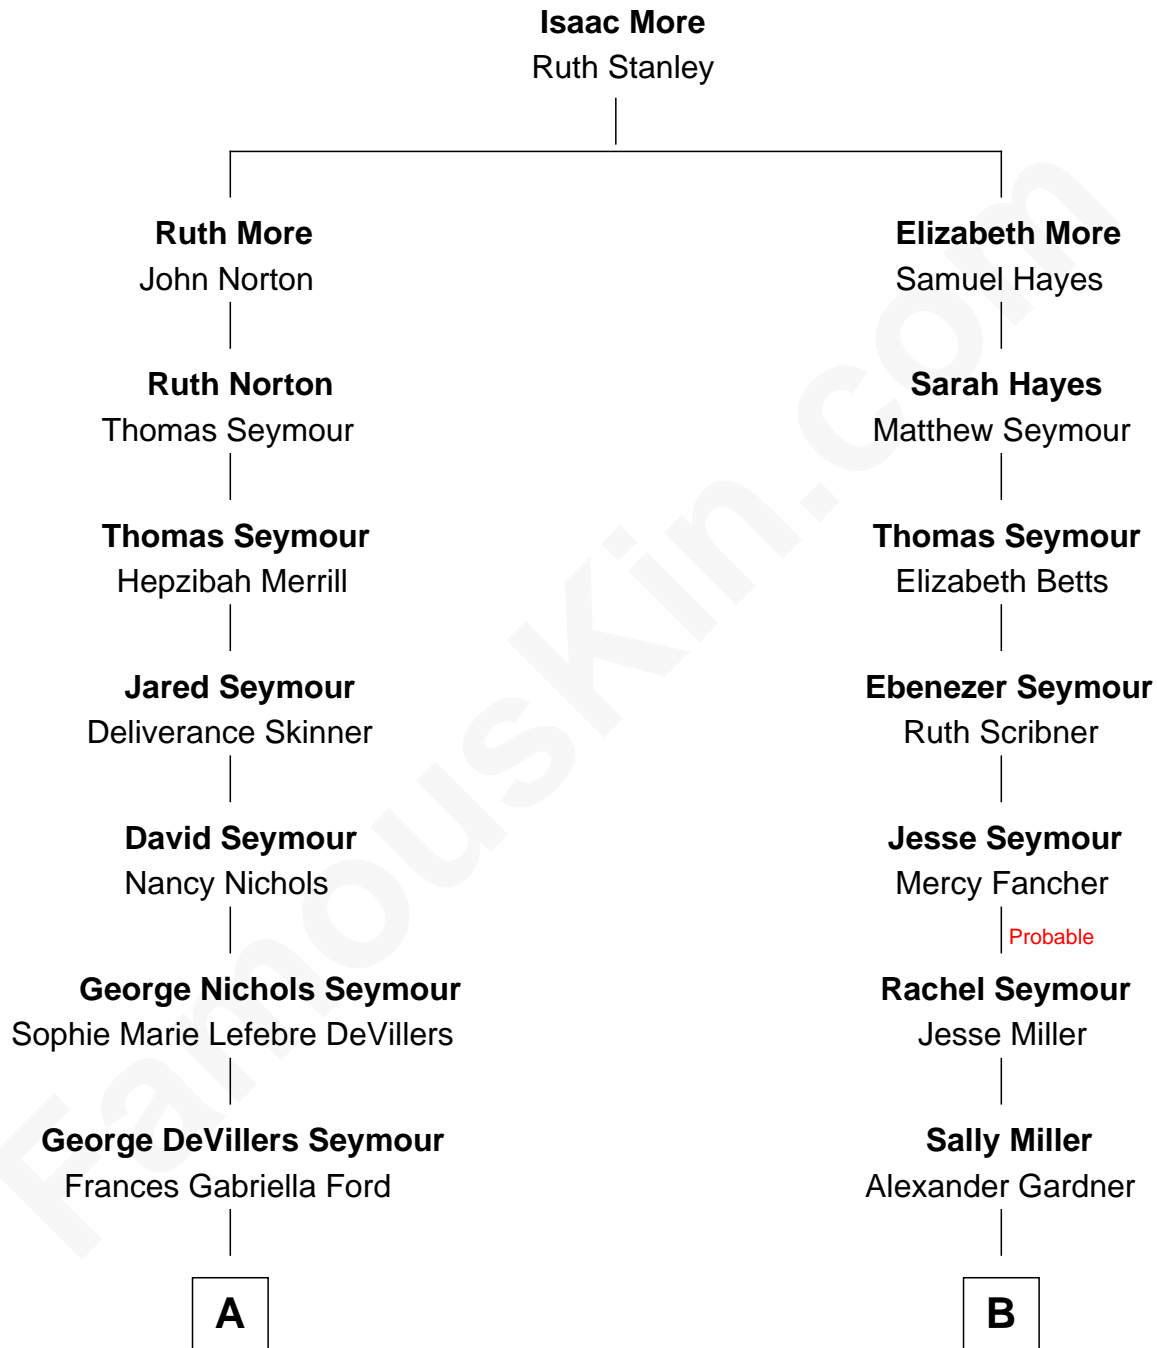 Isaac More
Ruth Stanley
Ruth More
John Norton
Ruth Norton
Thomas Seymour
Thomas Seymour
Hepzibah Merrill
Jared Seymour
Deliverance Skinner
David Seymour
Nancy Nichols
George Nichols Seymour
Sophie Marie Lefebre DeVillers
George DeVillers Seymour
Frances Gabriella Ford
A
Elizabeth More
Samuel Hayes
Sarah Hayes
Matthew Seymour
Thomas Seymour
Elizabeth Betts
Ebenezer Seymour
Ruth Scribner
Jesse Seymour
Mercy Fancher
Probable
Rachel Seymour
Jesse Miller
Sally Miller
Alexander Gardner
B
FamousKin.com